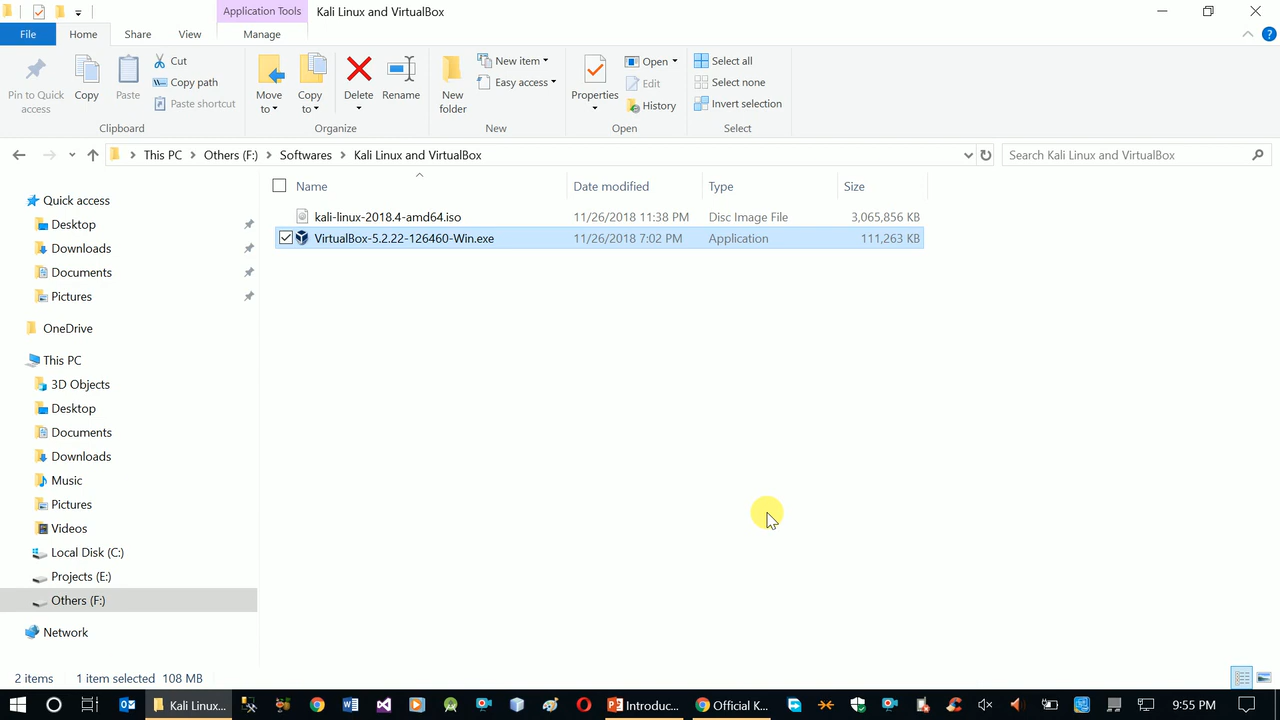 Application Tools Kali Linux and VirtualBox
File Home Share View Manage
Pin to Quick access
Copy
Paste
Cut
Copy path
Paste shortcut
Clipboard
Move to
Copy to
Delete
Rename
Organize
New folder
New item
Easy access
New
Properties
Open
Edit
History
Open
Select all
Select none
Invert selection
Select
This PC Others (F:) Softwares Kali Linux and VirtualBox
Search Kali Linux and VirtualBox
Name Date modified Type Size
kali-linux-2018.4-amd64.iso 11/26/2018 11:38 PM Disc Image File 3,065,856 KB
VirtualBox-5.2.22-126460-Win.exe 11/26/2018 7:02 PM Application 111,263 KB
Quick access
Desktop
Downloads
Documents
Pictures
OneDrive
This PC
3D Objects
Desktop
Documents
Downloads
Music
Pictures
Videos
Local Disk (C:)
Projects (E:)
Others (F:)
Network
2 items 1 item selected 108 MB
Kali Linux... Introduc... Official K... 9:55 PM